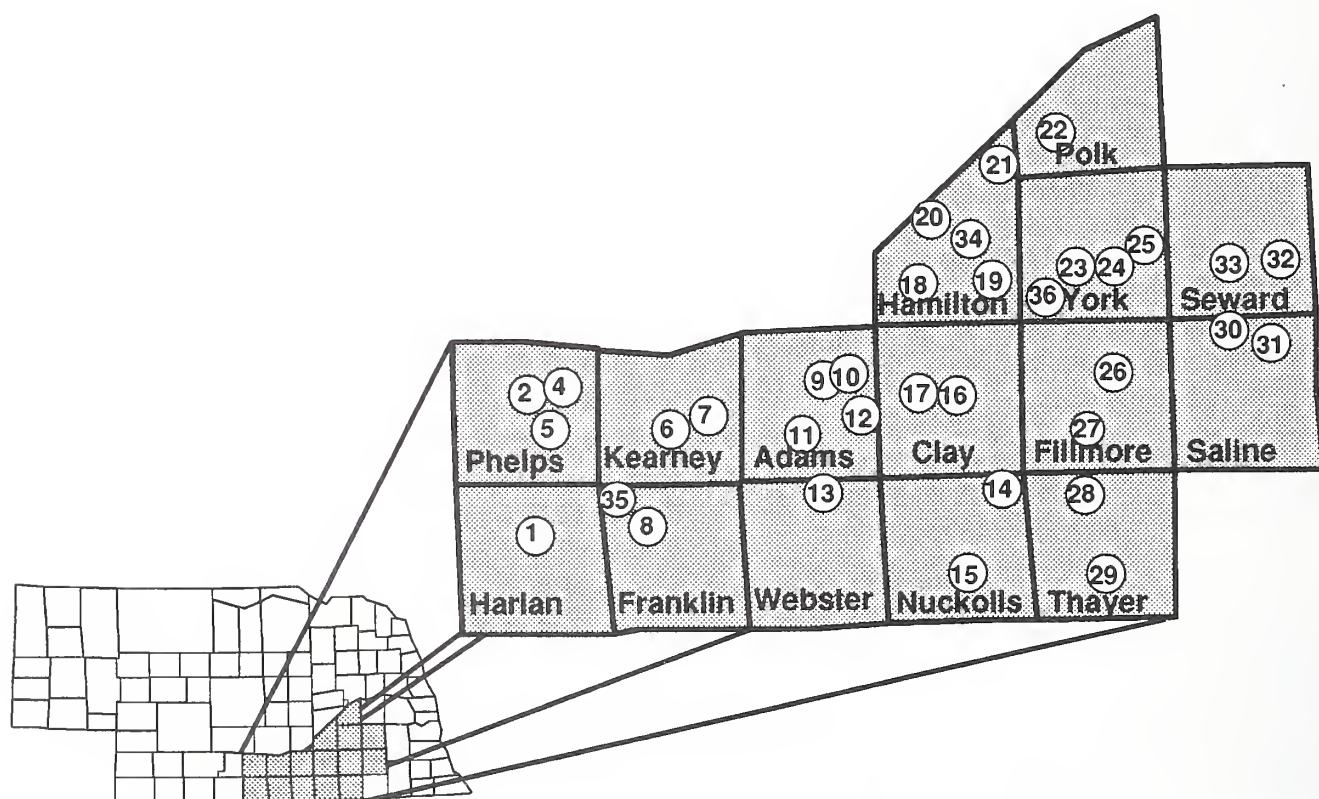 22
Polk
21
20
34
25
23
24
33
32
18
19
36
Hamilton
York
Seward
30
31
26
2
4
9
10
17
16
7
12
5
6
11
27
Phelps
Kearney
Adams
Clay
Fillmore
Saline
35
13
14
28
8
1
15
29
Harlan
Franklin
Webster
Nuckolls
Thayer